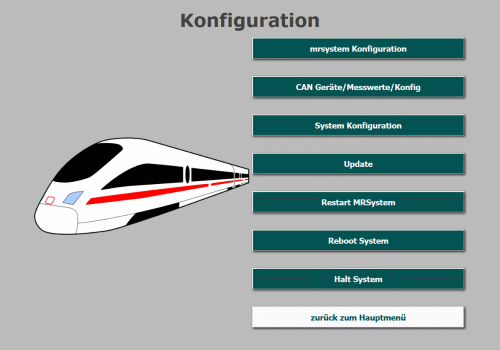 Konfiguration
mrsystem Konfiguration
CAN Geräte/Messwerte/Konfig
System Konfiguration
Update
Restart MRSystem
Reboot System
Halt System
zurück zum Hauptmenü